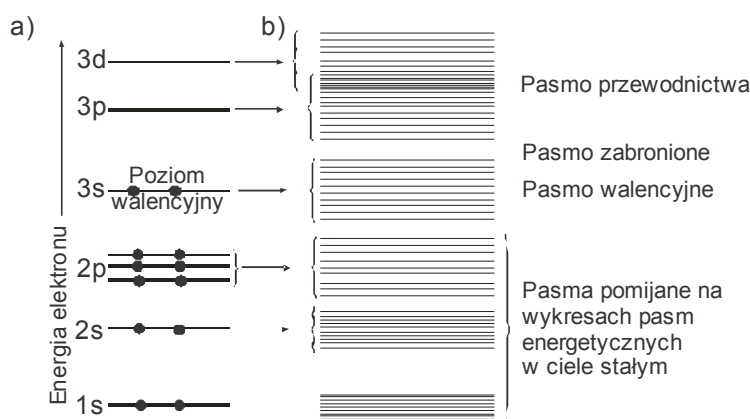 a)
b)
3d
3p
Pasmo przewodnictwa
Poziom
walencyjny
3s
Pasmo zabronione
Pasmo walencyjne
2p
2s
1s
Energia elektronu
Pasma pomijane na
wykresach pasm
energetycznych
w ciele stałym